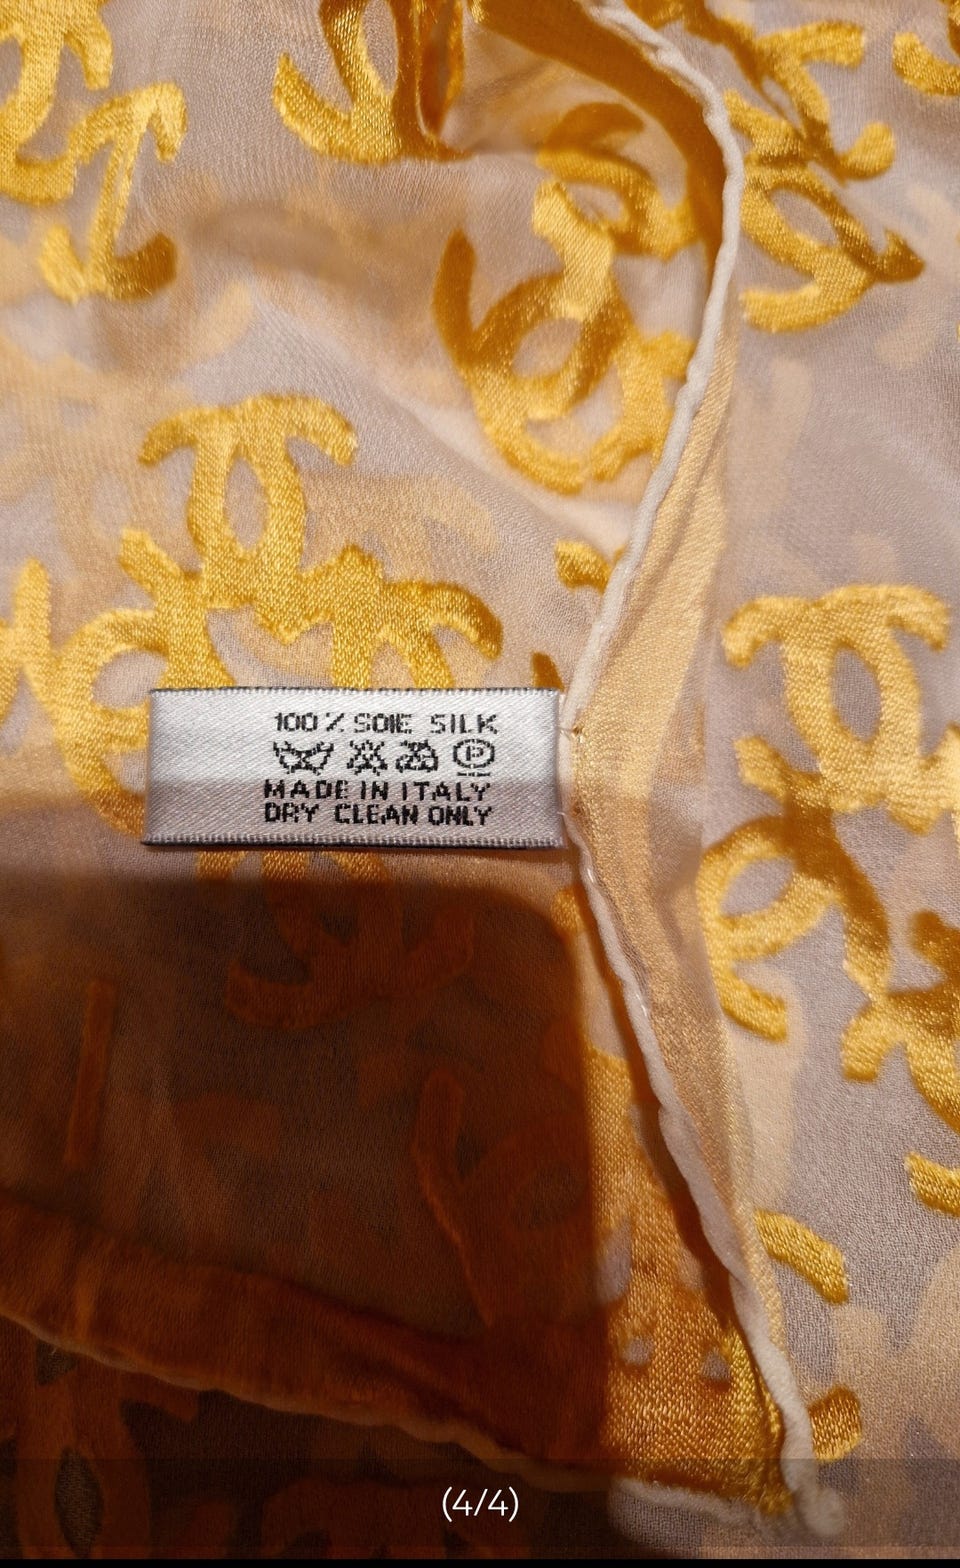 100% SOIE SILK
P
MADE IN ITALY
DRY CLEAN ONLY
(4/4)